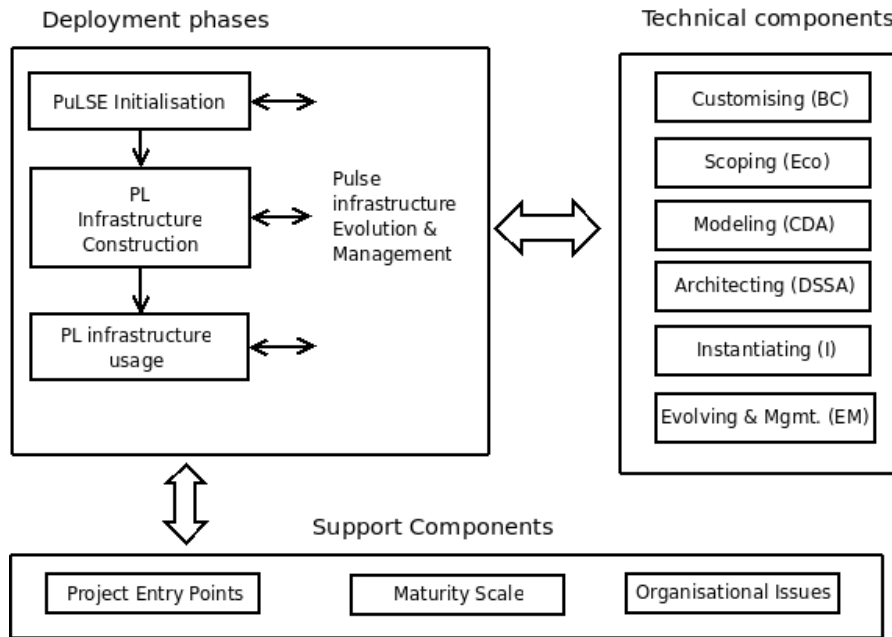 Deployment phases
PuLSE Initialisation
PL
Infrastructure
Construction
PL infrastructure
usage
Pulse
infrastructure
Evolution &
Management
Technical components
Customising (BC)
Scoping (Eco)
Modeling (CDA)
Architecting (DSSA)
Instantiating (I)
Evolving & Mgmt. (EM)
Support Components
Project Entry Points
Maturity Scale
Organisational Issues